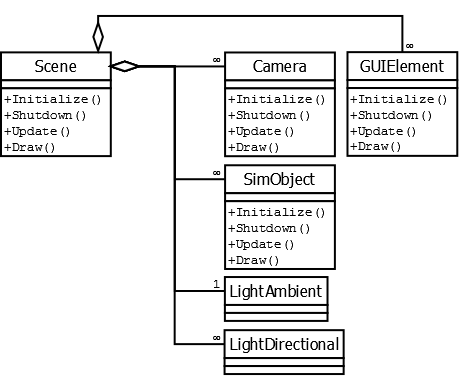 ∞
Scene
+Initialize()
+Shutdown()
+Update()
+Draw()
∞
Camera
+Initialize()
+Shutdown()
+Update()
+Draw()
GUIElement
+Initialize()
+Shutdown()
+Update()
+Draw()
∞
SimObject
+Initialize()
+Shutdown()
+Update()
+Draw()
1
LightAmbient
∞
LightDirectional